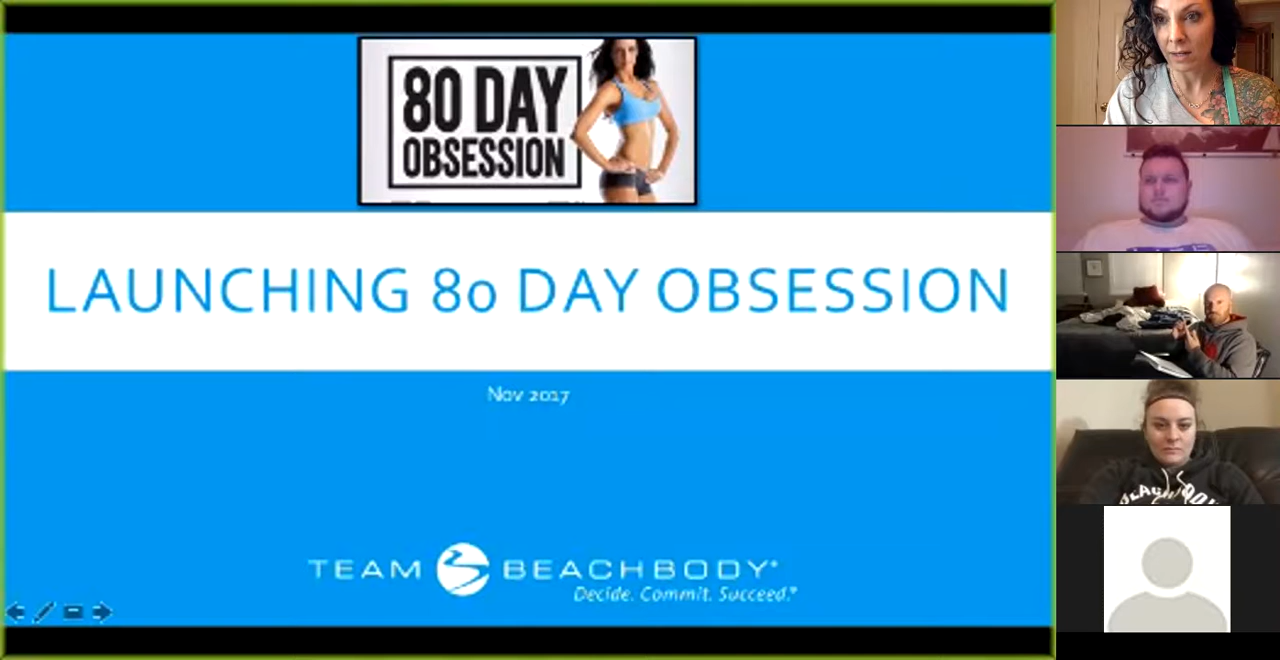 80 DAY
OBSESSION
LAUNCHING 80 DAY OBSESSION
Nov 2017
TEAM BEACHBODY®
Decide. Commit. Succeed.®